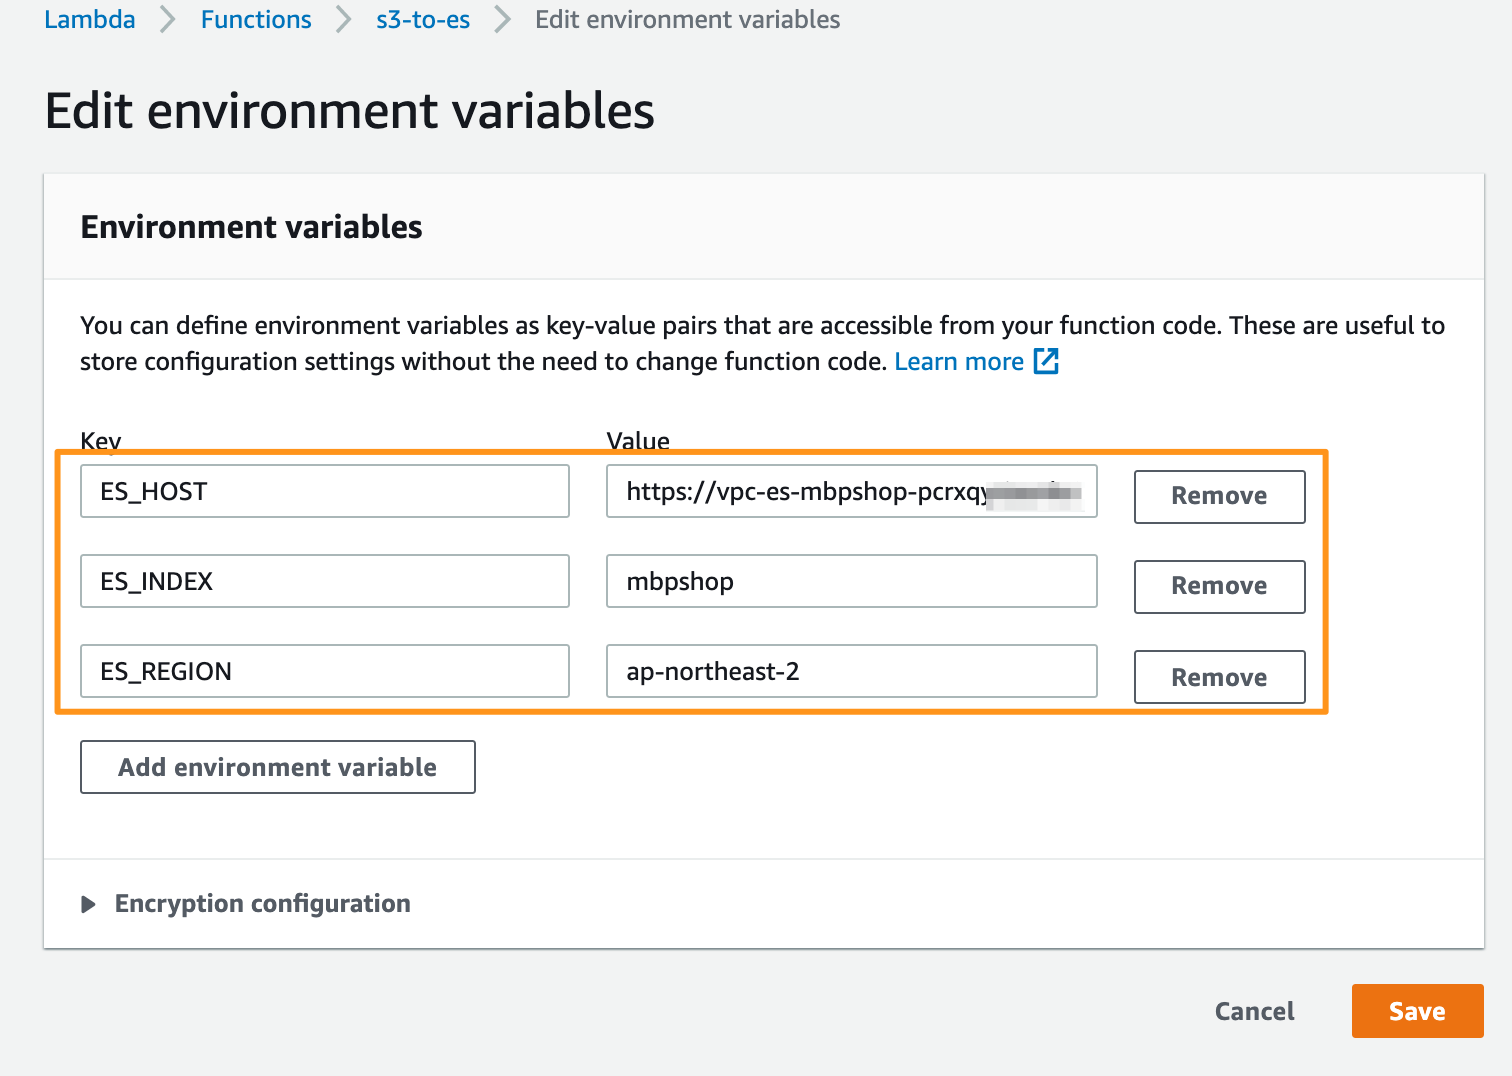 Lambda Functions s3-to-es Edit environment variables
Edit environment variables
Environment variables
You can define environment variables as key-value pairs that are accessible from your function code. These are useful to
store configuration settings without the need to change function code. Learn more
Key Value
ES_HOST https://vpc-es-mbpshop-pcrxqy Remove
ES_INDEX mbpshop Remove
ES_REGION ap-northeast-2 Remove
Add environment variable
Encryption configuration
Cancel Save